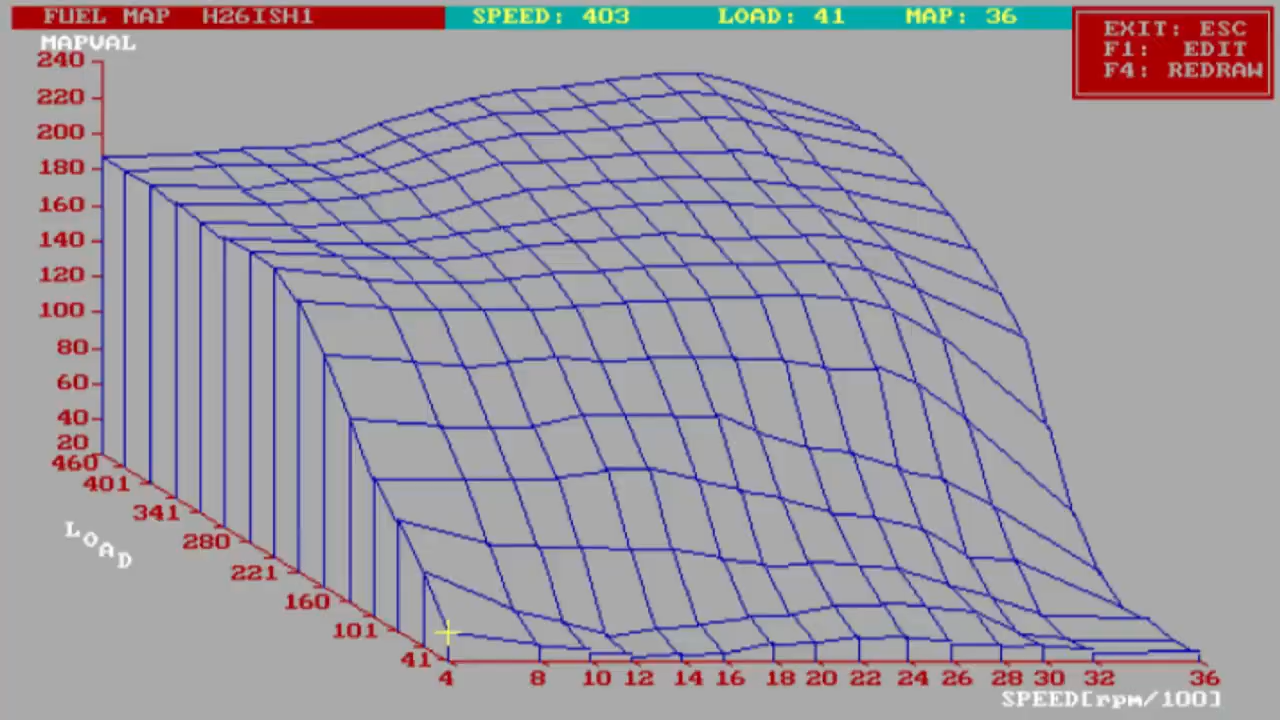 FUEL MAP H26ISH1 SPEED: 403 LOAD: 41 MAP: 36
EXIT: ESC
F1: EDIT
F4: REDRAW
MAPVAL
240
220
200
180
160
140
120
100
80
60
40
20
460
401
341
280
221
160
101
41
LOAD
4 8 10 12 14 16 18 20 22 24 26 28 30 32 36
SPEED[rpm/100]